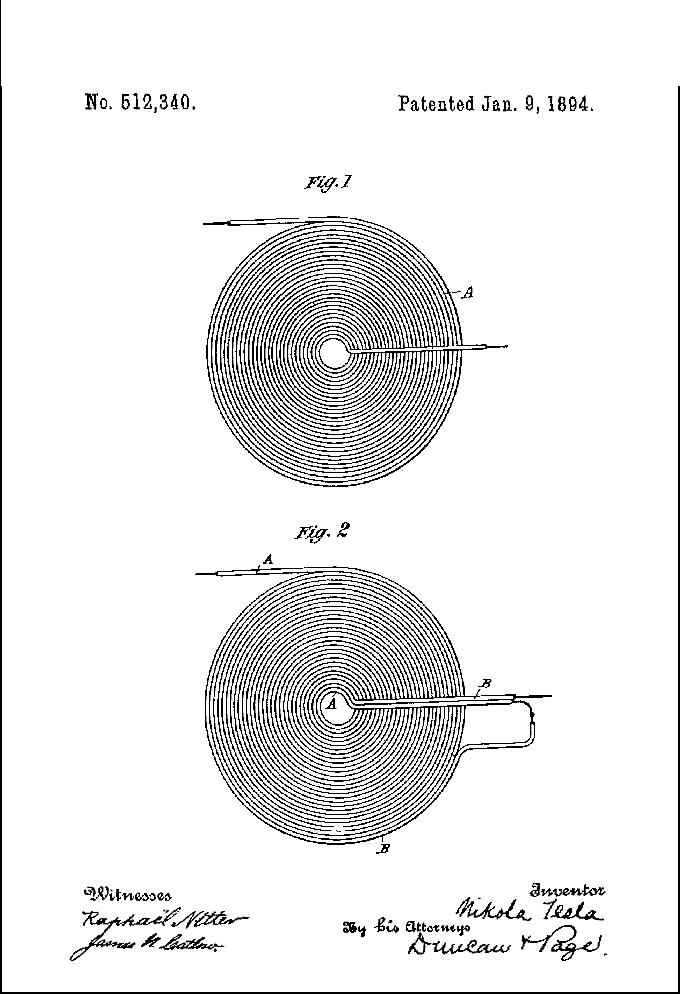 No. 512,340.
Patented Jan. 9, 1894.
Fig. 1
A
Fig. 2
A
B
A
B
Witnesses
Raphaël Netter
James N. Catlow.
Inventor
Nikola Tesla
By his Attorneys
Duncan & Page.